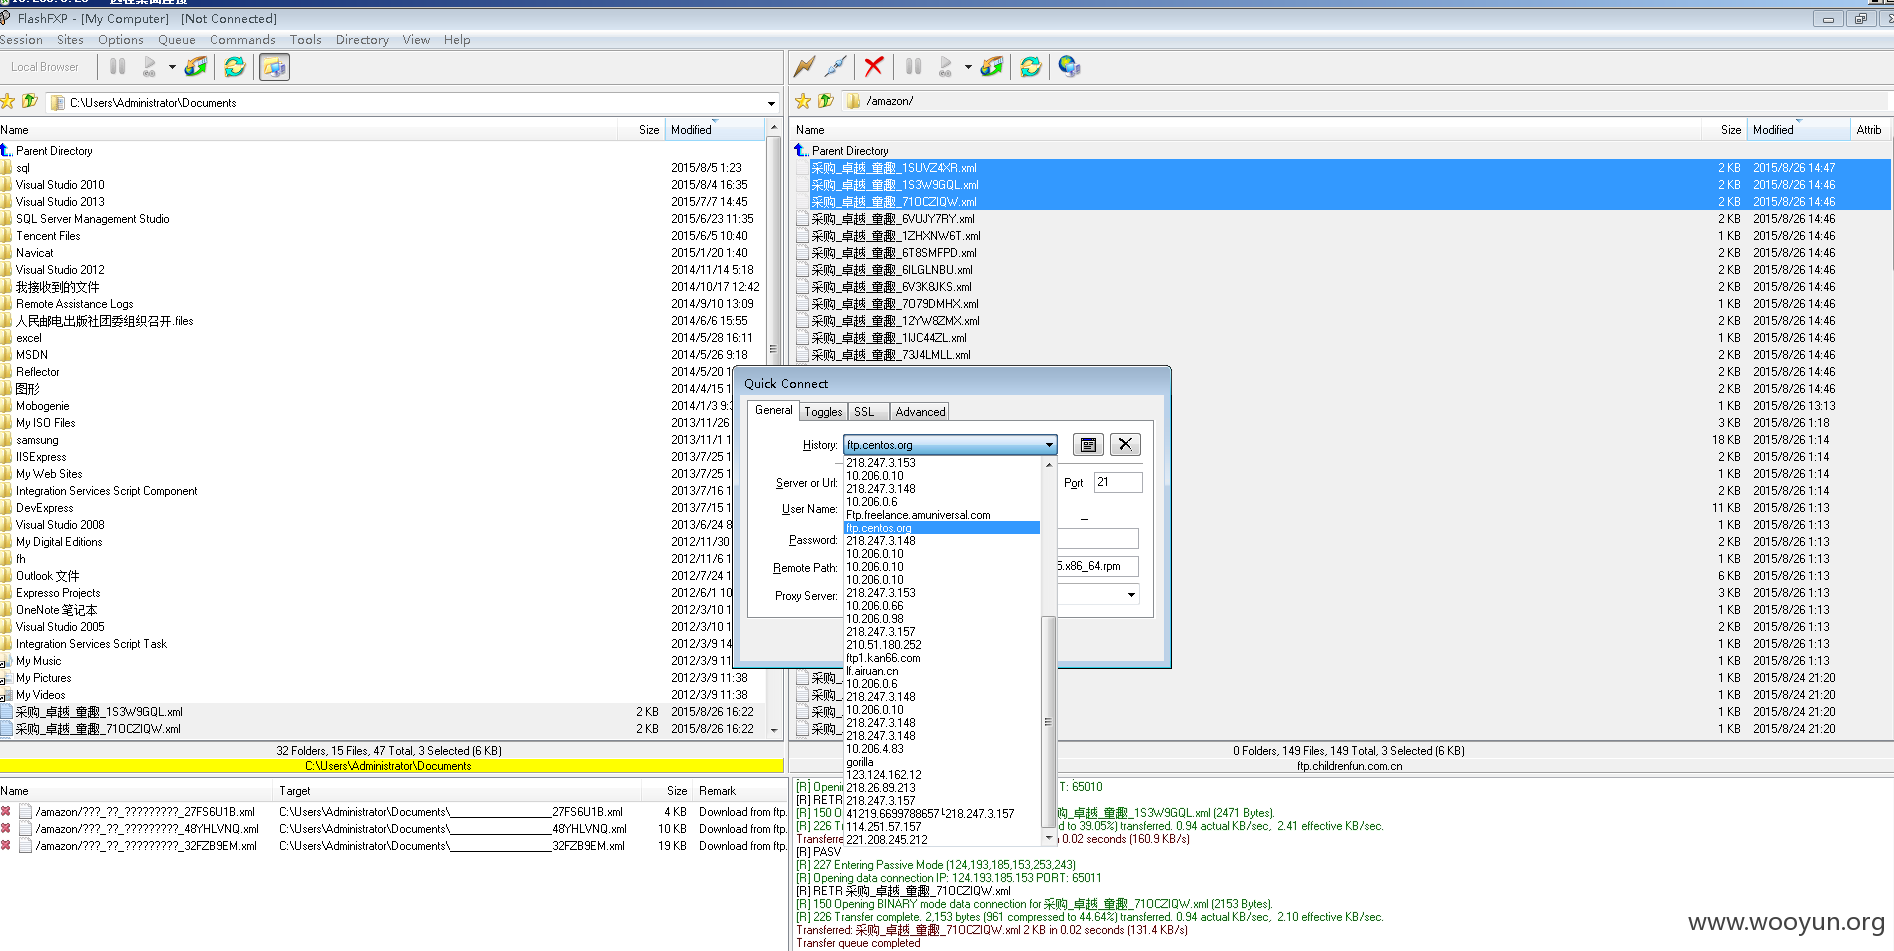 FlashFXP - [My Computer] [Not Connected]
Session Sites Options Queue Commands Tools Directory View Help
Local Browser
C:\Users\Administrator\Documents
/amazon/
Name Size Modified
Parent Directory
sql 2015/8/5 1:23
Visual Studio 2010 2015/8/4 16:35
Visual Studio 2013 2015/7/7 14:45
SQL Server Management Studio 2015/6/23 11:35
Tencent Files 2015/6/5 10:40
Navicat 2015/1/20 1:40
Visual Studio 2012 2014/11/14 5:18
我接收到的文件 2014/10/17 12:42
Remote Assistance Logs 2014/9/10 13:09
人民邮电出版社团委组织召开.files 2014/6/6 15:55
excel 2014/5/28 16:11
MSDN 2014/5/26 9:18
Reflector 2014/5/20 1
图形 2014/4/15 1
Mobogenie 2014/1/3 9:3
My ISO Files 2013/11/26
samsung 2013/11/1 1
IISExpress 2013/7/25 1
My Web Sites 2013/7/25 1
Integration Services Script Component 2013/7/16 1
DevExpress 2013/7/15 1
Visual Studio 2008 2013/6/24 8
My Digital Editions 2012/11/30
fh 2012/11/6 1
Outlook 文件 2012/7/24 1
Expresso Projects 2012/6/1 10
OneNote 笔记本 2012/3/10 1
Visual Studio 2005 2012/3/10 1
Integration Services Script Task 2012/3/9 14
My Music 2012/3/9 11
My Pictures 2012/3/9 11:38
My Videos 2012/3/9 11:38
采购_卓越_童趣_1S3W9GQL.xml 2 KB 2015/8/26 16:22
采购_卓越_童趣_71OCZIQW.xml 2 KB 2015/8/26 16:22
32 Folders, 15 Files, 47 Total, 3 Selected (6 KB)
C:\Users\Administrator\Documents
Name Size Modified Attrib
Parent Directory
采购_卓越_童趣_1SUVZ4XR.xml 2 KB 2015/8/26 14:47
采购_卓越_童趣_1S3W9GQL.xml 2 KB 2015/8/26 14:46
采购_卓越_童趣_71OCZIQW.xml 2 KB 2015/8/26 14:46
采购_卓越_童趣_6VUJY7RY.xml 2 KB 2015/8/26 14:46
采购_卓越_童趣_1ZHXNW6T.xml 1 KB 2015/8/26 14:46
采购_卓越_童趣_6T8SMFPD.xml 2 KB 2015/8/26 14:46
采购_卓越_童趣_6ILGLNBU.xml 1 KB 2015/8/26 14:46
采购_卓越_童趣_6V3K8JKS.xml 2 KB 2015/8/26 14:46
采购_卓越_童趣_7O79DMHX.xml 1 KB 2015/8/26 14:46
采购_卓越_童趣_12YW8ZMX.xml 2 KB 2015/8/26 14:46
采购_卓越_童趣_1IJC44ZL.xml 1 KB 2015/8/26 14:46
采购_卓越_童趣_73J4LMLL.xml 2 KB 2015/8/26 14:46
2 KB 2015/8/26 14:46
2 KB 2015/8/26 14:46
1 KB 2015/8/26 13:13
3 KB 2015/8/26 1:18
18 KB 2015/8/26 1:14
2 KB 2015/8/26 1:14
1 KB 2015/8/26 1:14
2 KB 2015/8/26 1:14
11 KB 2015/8/26 1:13
1 KB 2015/8/26 1:13
2 KB 2015/8/26 1:13
1 KB 2015/8/26 1:13
6 KB 2015/8/26 1:13
3 KB 2015/8/26 1:13
1 KB 2015/8/26 1:13
2 KB 2015/8/26 1:13
1 KB 2015/8/26 1:13
1 KB 2015/8/26 1:13
采购 1 KB 2015/8/24 21:20
采购 1 KB 2015/8/24 21:20
采购 2 KB 2015/8/24 21:20
采购 1 KB 2015/8/24 21:20
0 Folders, 149 Files, 149 Total, 3 Selected (6 KB)
ftp.childrenfun.com.cn
Quick Connect
General Toggles SSL Advanced
History: ftp.centos.org
Server or Url: Port 21
User Name:
Password:
Remote Path: 5.x86_64.rpm
Proxy Server:
218.247.3.153
10.206.0.10
218.247.3.148
10.206.0.6
Ftp.freelance.amuniversal.com
ftp.centos.org
218.247.3.148
10.206.0.10
10.206.0.10
10.206.0.10
218.247.3.153
10.206.0.66
10.206.0.98
218.247.3.157
210.51.180.252
ftp1.kan66.com
lf.airuan.cn
10.206.0.6
218.247.3.148
10.206.0.10
218.247.3.148
218.247.3.148
10.206.4.83
gorilla
123.124.162.12
218.26.89.213
218.247.3.157
41219.6699788657└218.247.3.157
114.251.57.157
221.208.245.212
Name Target Size Remark
/amazon/???_??_?????????_27FS6U1B.xml C:\Users\Administrator\Documents\_________________27FS6U1B.xml 4 KB Download from ftp.
/amazon/???_??_?????????_48YHLVNQ.xml C:\Users\Administrator\Documents\_________________48YHLVNQ.xml 10 KB Download from ftp.
/amazon/???_??_?????????_32FZB9EM.xml C:\Users\Administrator\Documents\_________________32FZB9EM.xml 19 KB Download from ftp.
[R] Openi T: 65010
[R] RETR
[R] 150 O 采购_卓越_童趣_1S3W9GQL.xml (2471 Bytes).
[R] 226 T ed to 39.05%) transferred. 0.94 actual KB/sec, 2.41 effective KB/sec.
Transferre 0.02 seconds (160.9 KB/s)
[R] PASV
[R] 227 Entering Passive Mode (124,193,185,153,253,243)
[R] Opening data connection IP: 124.193.185.153 PORT: 65011
[R] RETR 采购_卓越_童趣_71OCZIQW.xml
[R] 150 Opening BINARY mode data connection for 采购_卓越_童趣_71OCZIQW.xml (2153 Bytes).
[R] 226 Transfer complete. 2,153 bytes (961 compressed to 44.64%) transferred. 0.94 actual KB/sec, 2.10 effective KB/sec.
Transferred: 采购_卓越_童趣_71OCZIQW.xml 2 KB in 0.02 seconds (131.4 KB/s)
Transfer queue completed
www.wooyun.org